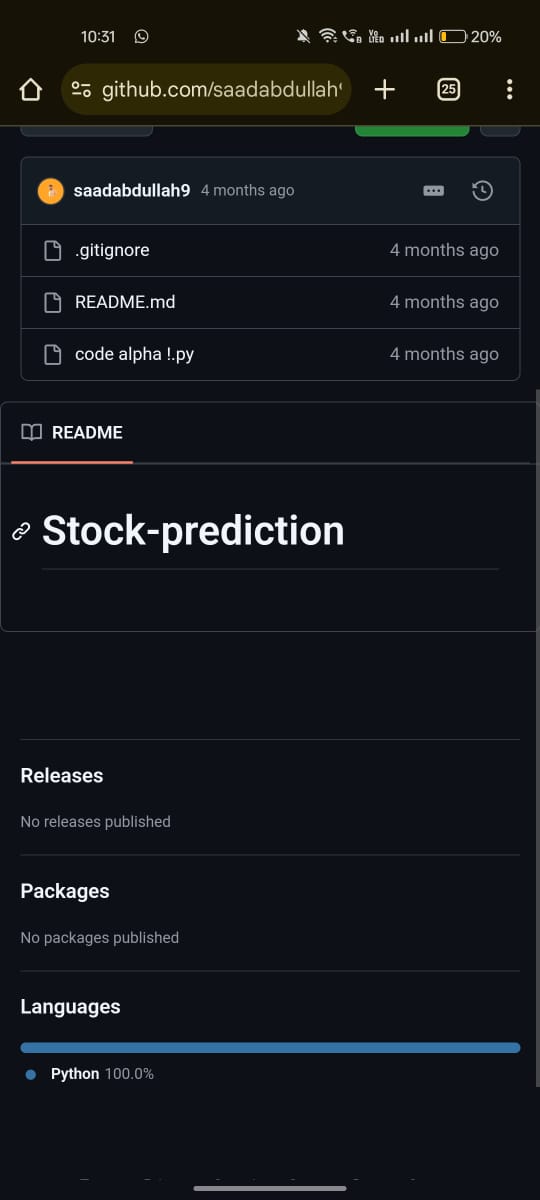 10:31 20%
github.com/saadabdullah9
25
saadabdullah9 4 months ago
.gitignore 4 months ago
README.md 4 months ago
code alpha !.py 4 months ago
README
Stock-prediction
Releases
No releases published
Packages
No packages published
Languages
Python 100.0%